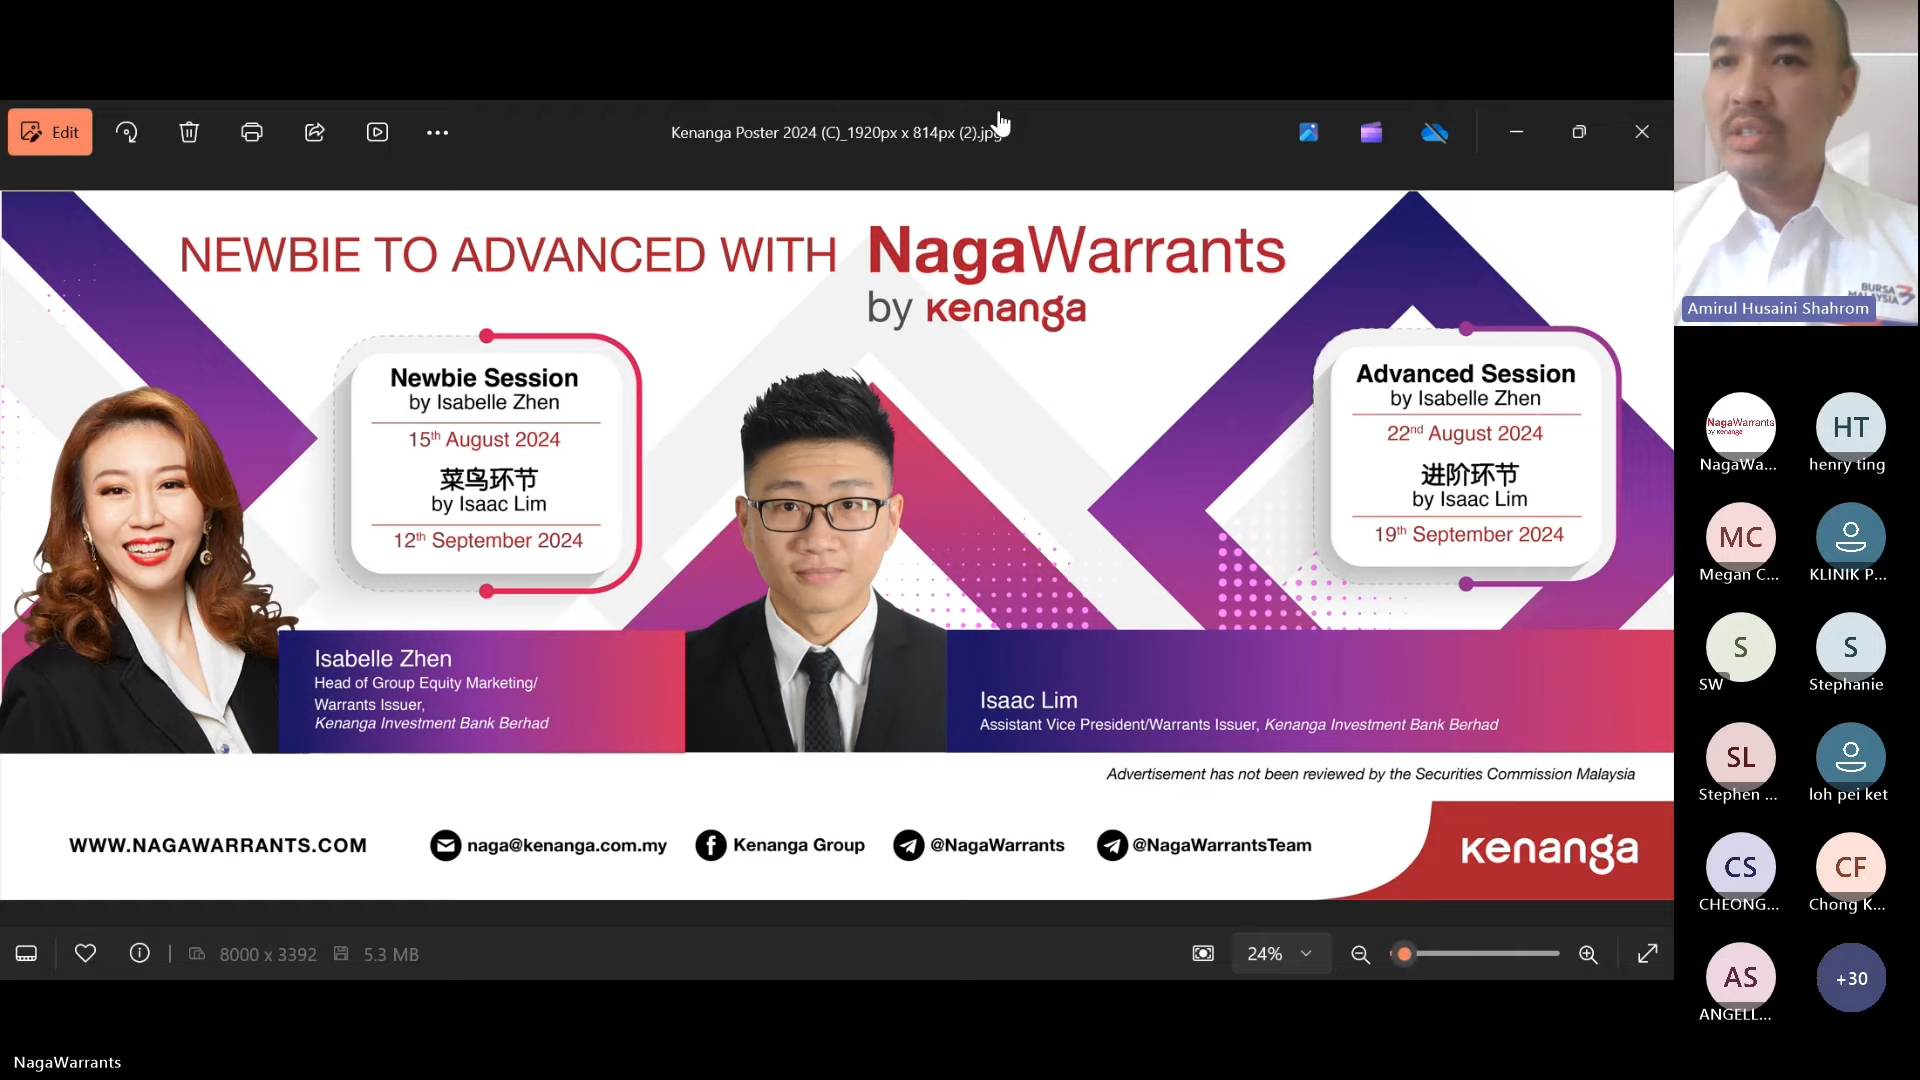 Edit
Kenanga Poster 2024 (C)_1920px x 814px (2).jpg
NEWBIE TO ADVANCED WITH NagaWarrants
by kenanga
Newbie Session
by Isabelle Zhen
15th August 2024
菜鸟环节
by Isaac Lim
12th September 2024
Advanced Session
by Isabelle Zhen
22nd August 2024
进阶环节
by Isaac Lim
19th September 2024
Isabelle Zhen
Head of Group Equity Marketing/
Warrants Issuer,
Kenanga Investment Bank Berhad
Isaac Lim
Assistant Vice President/Warrants Issuer, Kenanga Investment Bank Berhad
Advertisement has not been reviewed by the Securities Commission Malaysia
WWW.NAGAWARRANTS.COM
naga@kenanga.com.my
Kenanga Group
@NagaWarrants
@NagaWarrantsTeam
kenanga
8000 x 3392
5.3 MB
24%
NagaWarrants
BURSA
MALAYSIA
Amirul Husaini Shahrom
NagaWarrants
by kenanga
NagaWa...
HT
henry ting
MC
Megan C...
KLINIK P...
S
SW
S
Stephanie
SL
Stephen ...
loh pei ket
CS
CHEONG...
CF
Chong K...
AS
ANGELL...
+30